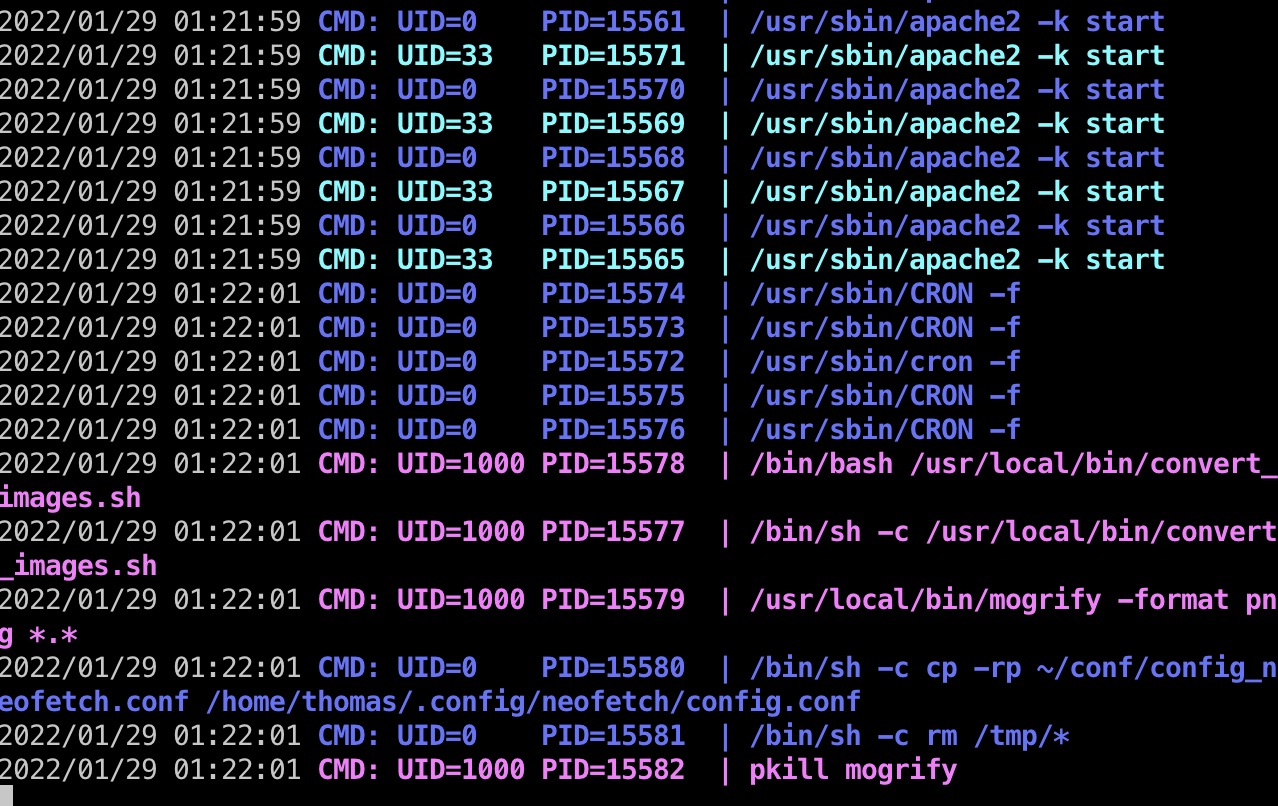 2022/01/29 01:21:59 CMD: UID=0    PID=15561  | /usr/sbin/apache2 -k start
2022/01/29 01:21:59 CMD: UID=33   PID=15571  | /usr/sbin/apache2 -k start
2022/01/29 01:21:59 CMD: UID=0    PID=15570  | /usr/sbin/apache2 -k start
2022/01/29 01:21:59 CMD: UID=33   PID=15569  | /usr/sbin/apache2 -k start
2022/01/29 01:21:59 CMD: UID=0    PID=15568  | /usr/sbin/apache2 -k start
2022/01/29 01:21:59 CMD: UID=33   PID=15567  | /usr/sbin/apache2 -k start
2022/01/29 01:21:59 CMD: UID=0    PID=15566  | /usr/sbin/apache2 -k start
2022/01/29 01:21:59 CMD: UID=33   PID=15565  | /usr/sbin/apache2 -k start
2022/01/29 01:22:01 CMD: UID=0    PID=15574  | /usr/sbin/CRON -f
2022/01/29 01:22:01 CMD: UID=0    PID=15573  | /usr/sbin/CRON -f
2022/01/29 01:22:01 CMD: UID=0    PID=15572  | /usr/sbin/cron -f
2022/01/29 01:22:01 CMD: UID=0    PID=15575  | /usr/sbin/CRON -f
2022/01/29 01:22:01 CMD: UID=0    PID=15576  | /usr/sbin/CRON -f
2022/01/29 01:22:01 CMD: UID=1000 PID=15578  | /bin/bash /usr/local/bin/convert_
images.sh
2022/01/29 01:22:01 CMD: UID=1000 PID=15577  | /bin/sh -c /usr/local/bin/convert
_images.sh
2022/01/29 01:22:01 CMD: UID=1000 PID=15579  | /usr/local/bin/mogrify -format pn
g *.*
2022/01/29 01:22:01 CMD: UID=0    PID=15580  | /bin/sh -c cp -rp ~/conf/config_n
eofetch.conf /home/thomas/.config/neofetch/config.conf
2022/01/29 01:22:01 CMD: UID=0    PID=15581  | /bin/sh -c rm /tmp/*
2022/01/29 01:22:01 CMD: UID=1000 PID=15582  | pkill mogrify